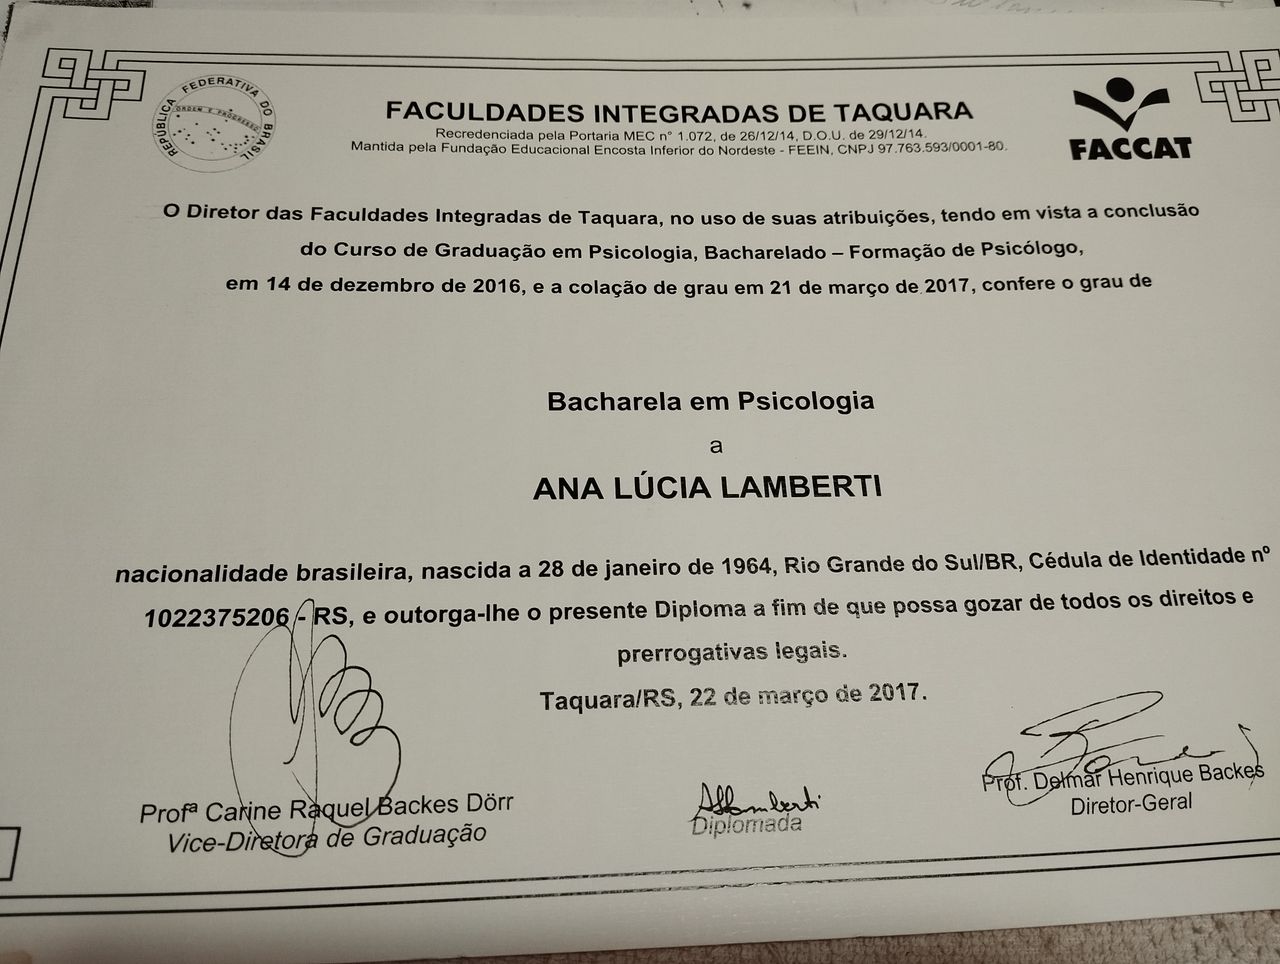 REPÚBLICA FEDERATIVA DO BRASIL
ORDEM E PROGRESSO
FACULDADES INTEGRADAS DE TAQUARA
Recredenciada pela Portaria MEC n° 1.072, de 26/12/14, D.O.U. de 29/12/14.
Mantida pela Fundação Educacional Encosta Inferior do Nordeste - FEEIN, CNPJ 97.763.593/0001-80.
FACCAT
O Diretor das Faculdades Integradas de Taquara, no uso de suas atribuições, tendo em vista a conclusão
do Curso de Graduação em Psicologia, Bacharelado – Formação de Psicólogo,
em 14 de dezembro de 2016, e a colação de grau em 21 de março de 2017, confere o grau de
Bacharela em Psicologia
a
ANA LÚCIA LAMBERTI
nacionalidade brasileira, nascida a 28 de janeiro de 1964, Rio Grande do Sul/BR, Cédula de Identidade nº
1022375206 - RS, e outorga-lhe o presente Diploma a fim de que possa gozar de todos os direitos e
prerrogativas legais.
Taquara/RS, 22 de março de 2017.
Profª Carine Raquel Backes Dörr
Vice-Diretora de Graduação
ALamberti
Diplomada
Prof. Delmar Henrique Backes
Diretor-Geral